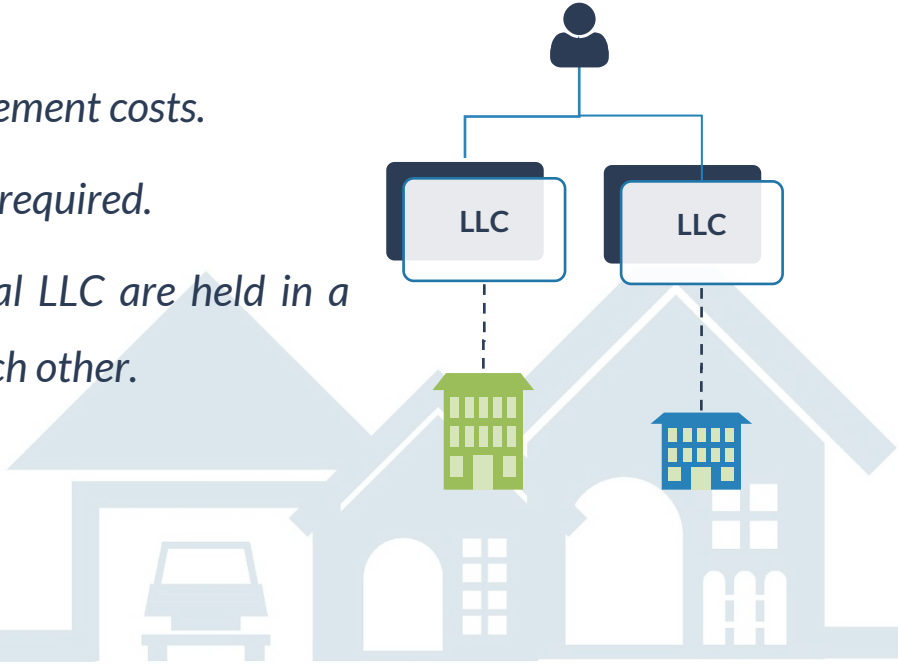 ement costs.
required.
al LLC are held in a
ch other.
LLC
LLC